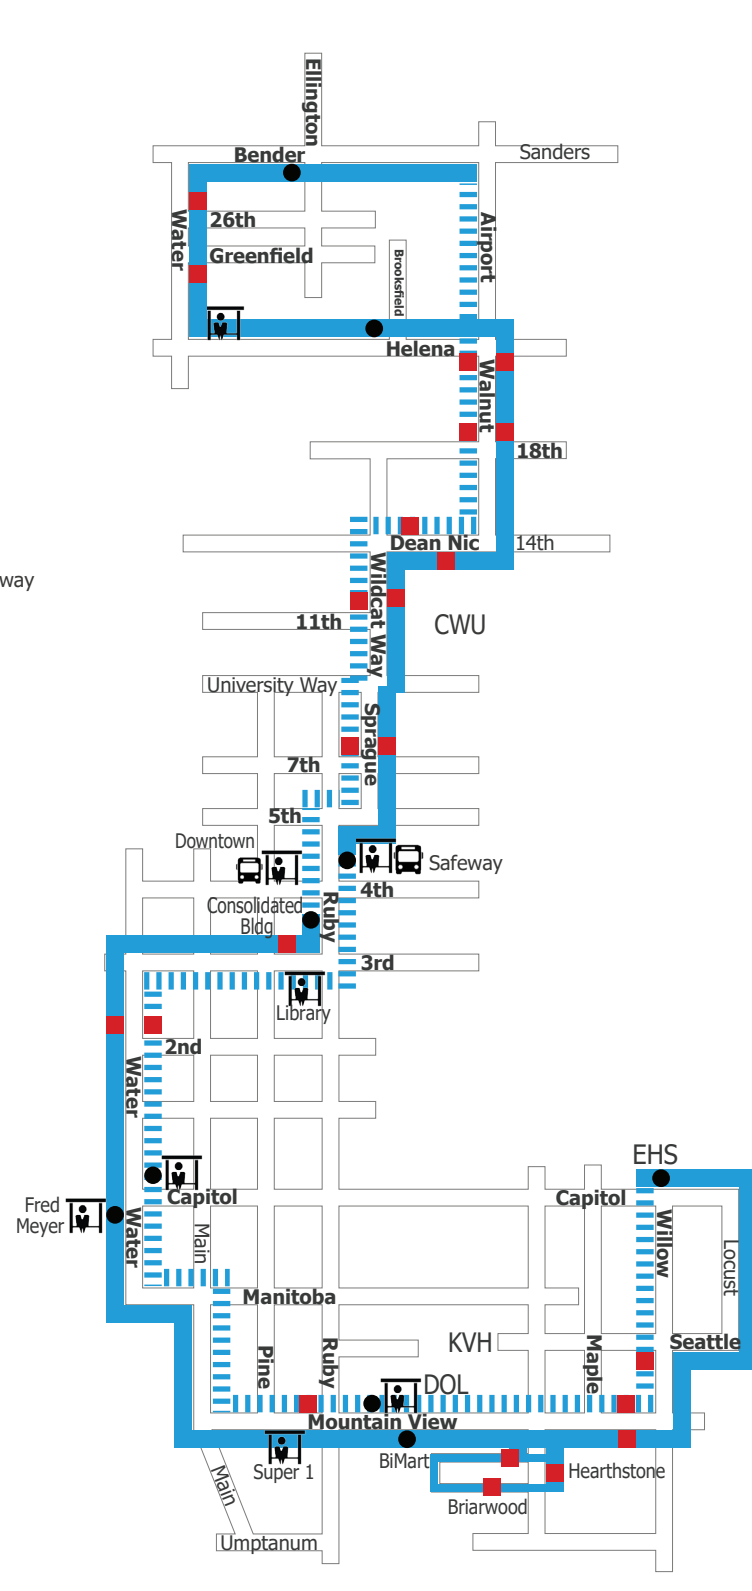 Ellington
Bender
Sanders
Water
26th
Airport
Greenfield
Brooksfield
Helena
Walnut
18th
Dean Nic
14th
way
Wildcat Way
11th
CWU
University Way
Sprague
7th
5th
Downtown
Safeway
4th
Ruby
Consolidated
Bldg
3rd
Library
2nd
Water
EHS
Capitol
Capitol
Fred
Meyer
Water
Main
Willow
Locust
Manitoba
Pine
Ruby
KVH
Maple
Seattle
DOL
Mountain View
BiMart
Super 1
Hearthstone
Main
Briarwood
Umptanum